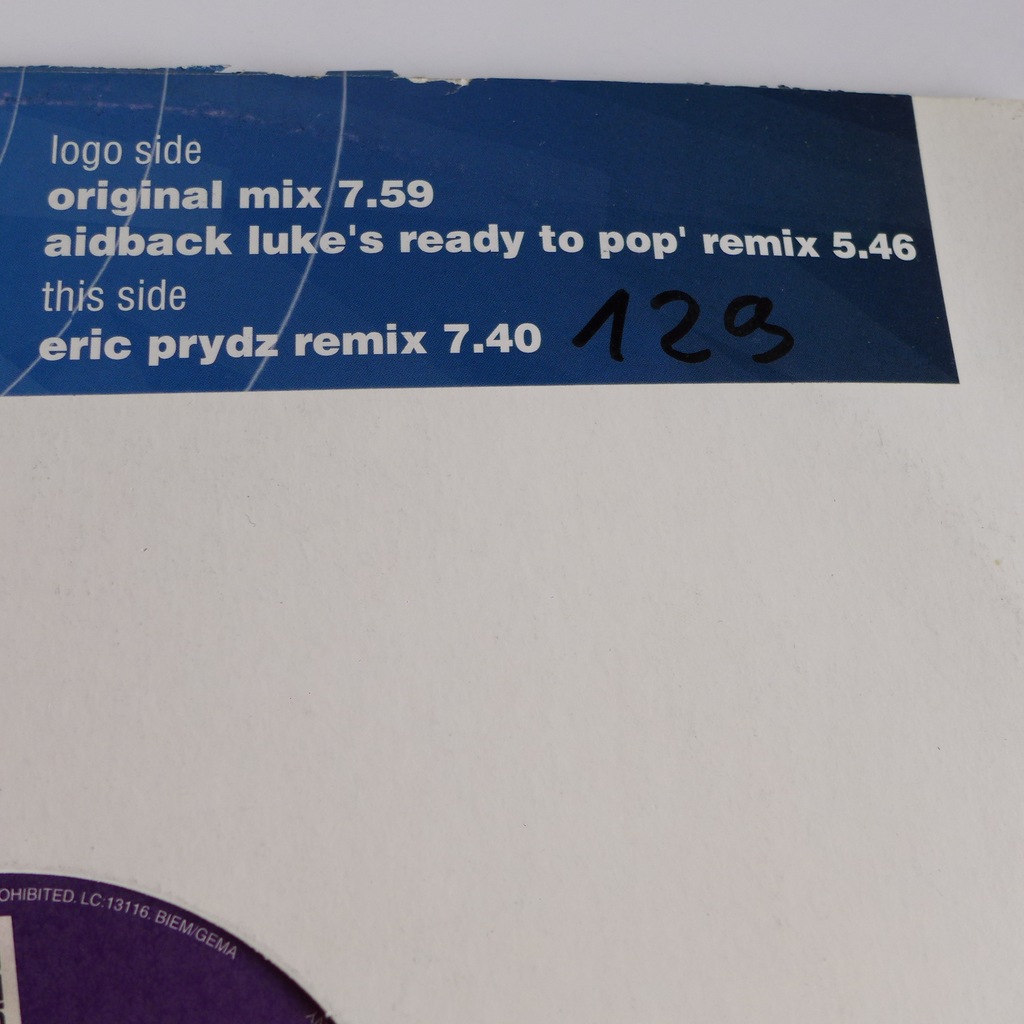 logo side
original mix 7.59
aidback luke's ready to pop' remix 5.46
this side
eric prydz remix 7.40 129
OHIBITED. LC:13116. BIEM/GEMA